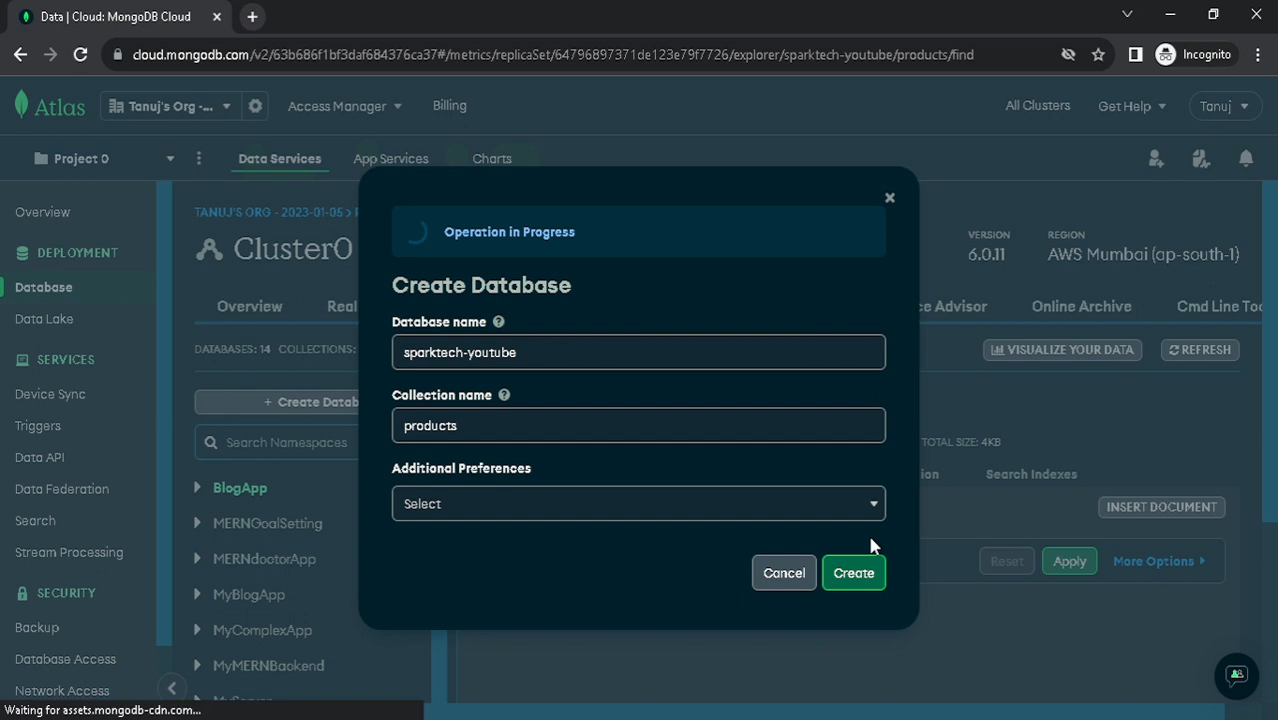 Data | Cloud: MongoDB Cloud
cloud.mongodb.com/v2/63b686f1bf3daf684376ca37#/metrics/replicaSet/64796897371de123e79f7726/explorer/sparktech-youtube/products/find
Incognito
Atlas
Tanuj's Org -...
Access Manager
Billing
All Clusters
Get Help
Tanuj
Project 0
Data Services
App Services
Charts
Overview
DEPLOYMENT
Database
Data Lake
SERVICES
Device Sync
Triggers
Data API
Data Federation
Search
Stream Processing
SECURITY
Backup
Database Access
Network Access
TANUJ'S ORG - 2023-01-05 >
Cluster0
VERSION
6.0.11
REGION
AWS Mumbai (ap-south-1)
Overview
Real
ce Advisor
Online Archive
Cmd Line Too
DATABASES: 14 COLLECTIONS:
VISUALIZE YOUR DATA
REFRESH
+ Create Datab
Search Namespaces
BlogApp
MERNGoalSetting
MERNdoctorApp
MyBlogApp
MyComplexApp
MyMERNBackend
Operation in Progress
Create Database
Database name
sparktech-youtube
Collection name
products
Additional Preferences
Select
Cancel
Create
TOTAL SIZE: 4KB
ion
Search Indexes
INSERT DOCUMENT
Reset
Apply
More Options
Waiting for assets.mongodb-cdn.com...